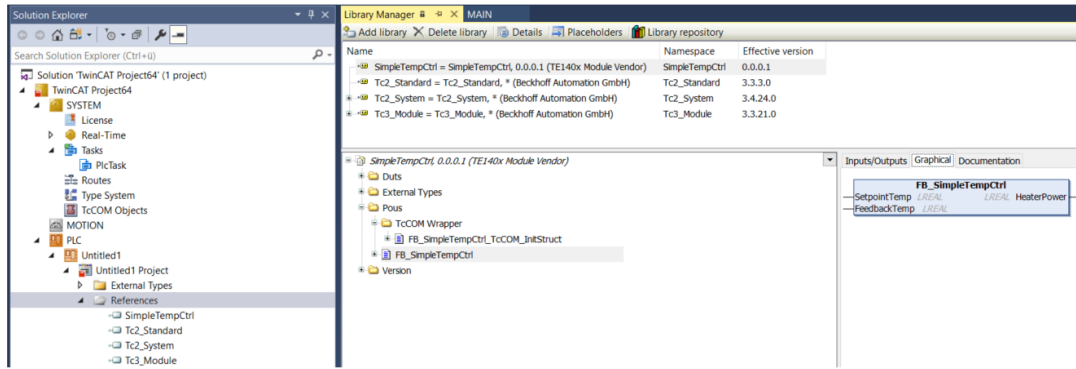 Solution Explorer
Search Solution Explorer (Ctrl+ü)
Solution 'TwinCAT Project64' (1 project)
TwinCAT Project64
SYSTEM
License
Real-Time
Tasks
PlcTask
Routes
Type System
TcCOM Objects
MOTION
PLC
Untitled1
Untitled1 Project
External Types
References
SimpleTempCtrl
Tc2_Standard
Tc2_System
Tc3_Module
Library Manager MAIN
Add library Delete library Details Placeholders Library repository
Name Namespace Effective version
SimpleTempCtrl = SimpleTempCtrl, 0.0.0.1 (TE140x Module Vendor) SimpleTempCtrl 0.0.0.1
Tc2_Standard = Tc2_Standard, * (Beckhoff Automation GmbH) Tc2_Standard 3.3.3.0
Tc2_System = Tc2_System, * (Beckhoff Automation GmbH) Tc2_System 3.4.24.0
Tc3_Module = Tc3_Module, * (Beckhoff Automation GmbH) Tc3_Module 3.3.21.0
SimpleTempCtrl, 0.0.0.1 (TE140x Module Vendor)
Duts
External Types
Pous
TcCOM Wrapper
FB_SimpleTempCtrl_TcCOM_InitStruct
FB_SimpleTempCtrl
Version
Inputs/Outputs Graphical Documentation
FB_SimpleTempCtrl
SetpointTemp LREAL LREAL HeaterPower
FeedbackTemp LREAL